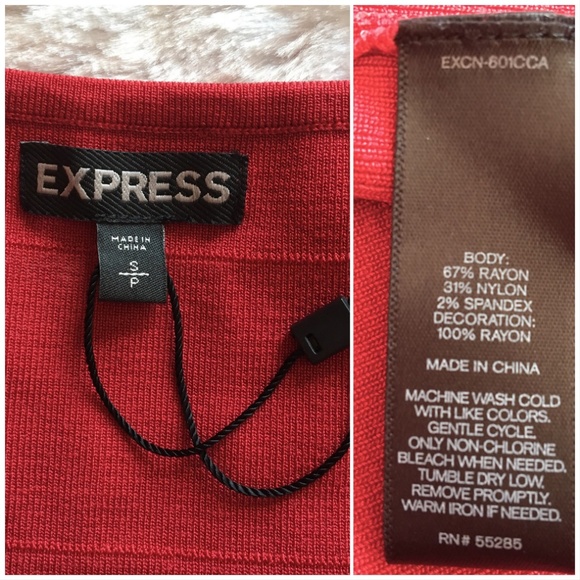 EXPRESS
MADE IN
CHINA
S
P
EXCN-601CCA
BODY:
67% RAYON
31% NYLON
2% SPANDEX
DECORATION:
100% RAYON
MADE IN CHINA
MACHINE WASH COLD
WITH LIKE COLORS.
GENTLE CYCLE.
ONLY NON-CHLORINE
BLEACH WHEN NEEDED.
TUMBLE DRY LOW.
REMOVE PROMPTLY.
WARM IRON IF NEEDED.
RN# 55285